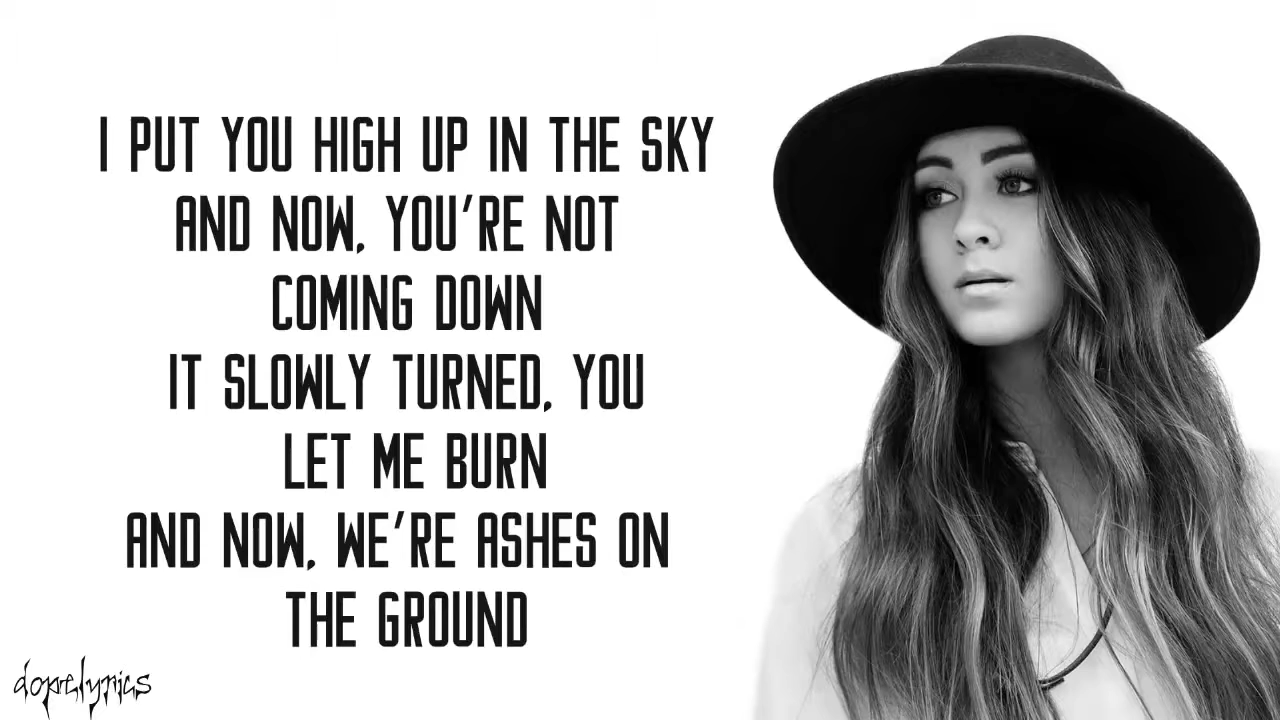 I PUT YOU HIGH UP IN THE SKY
AND NOW, YOU'RE NOT
COMING DOWN
IT SLOWLY TURNED, YOU
LET ME BURN
AND NOW, WE'RE ASHES ON
THE GROUND
dopelyrics